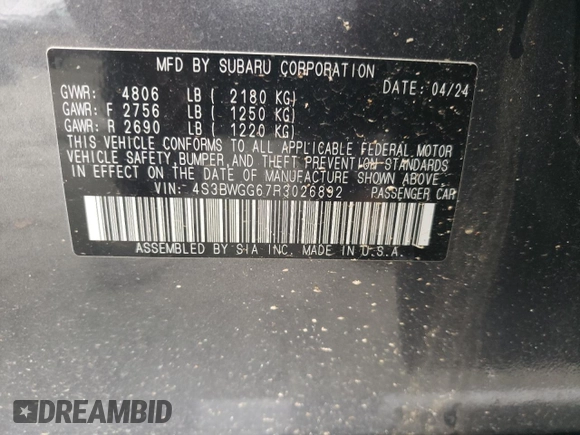 MFD BY SUBARU CORPORATION
DATE: 04/24
GVWR: 4806 LB ( 2180 KG)
GAWR: F 2756 LB ( 1250 KG)
GAWR: R 2690 LB ( 1220 KG)
THIS VEHICLE CONFORMS TO ALL APPLICABLE FEDERAL MOTOR
VEHICLE SAFETY, BUMPER, AND THEFT PREVENTION STANDARDS
IN EFFECT ON THE DATE OF MANUFACTURE SHOWN ABOVE.
VIN: 4S3BWGG67R3026892 PASSENGER CAR
ASSEMBLED BY SIA INC. MADE IN U.S.A.
DREAMBID